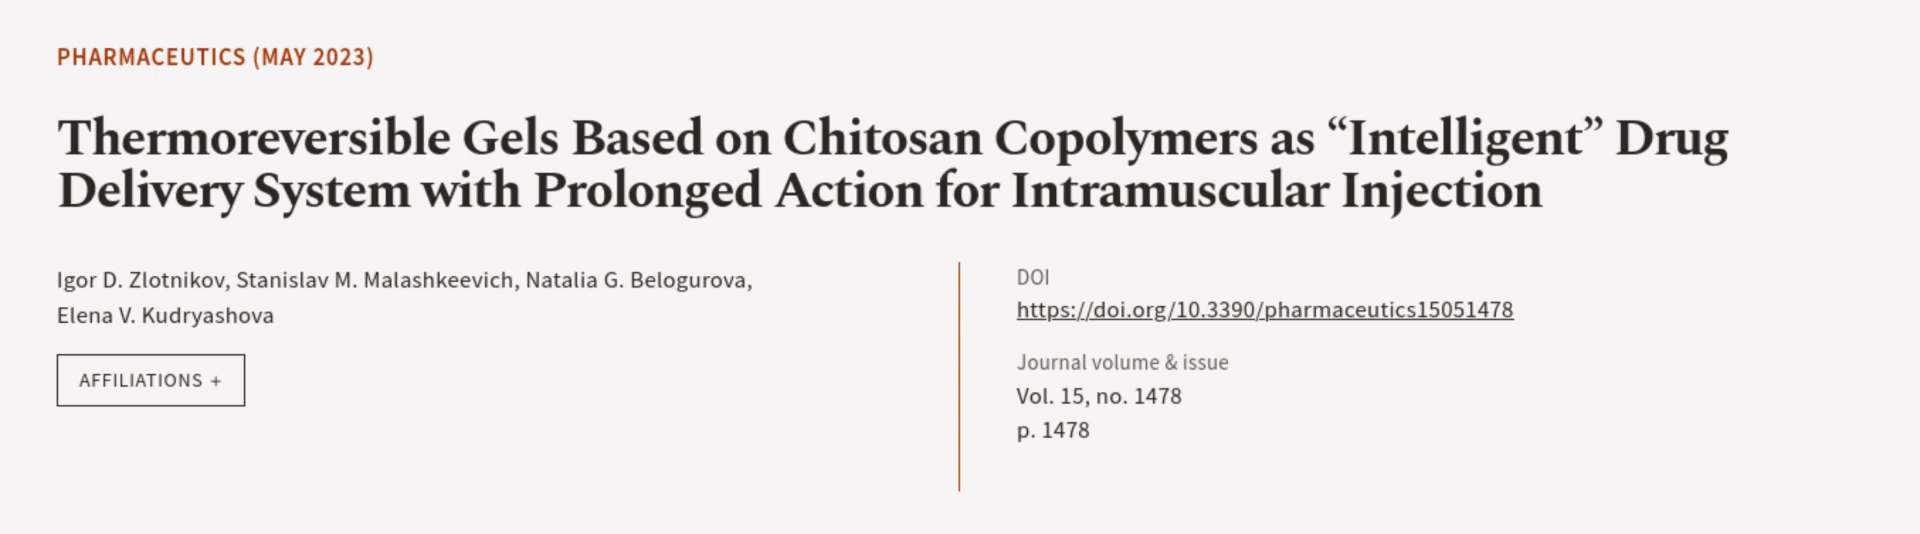 PHARMACEUTICS (MAY 2023)
Thermoreversible Gels Based on Chitosan Copolymers as “Intelligent” Drug
Delivery System with Prolonged Action for Intramuscular Injection
Igor D. Zlotnikov, Stanislav M. Malashkeevich, Natalia G. Belogurova,
Elena V. Kudryashova
AFFILIATIONS +
DOI
https://doi.org/10.3390/pharmaceutics15051478
Journal volume & issue
Vol. 15, no. 1478
p. 1478